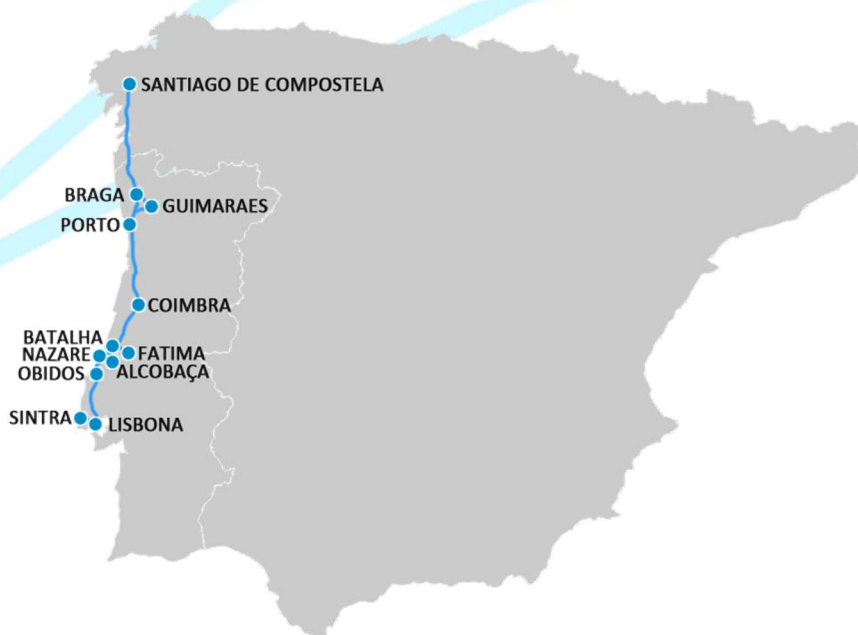 SANTIAGO DE COMPOSTELA
BRAGA
GUIMARAES
PORTO
COIMBRA
BATALHA
NAZARE
FATIMA
OBIDOS
ALCOBAÇA
SINTRA
LISBONA